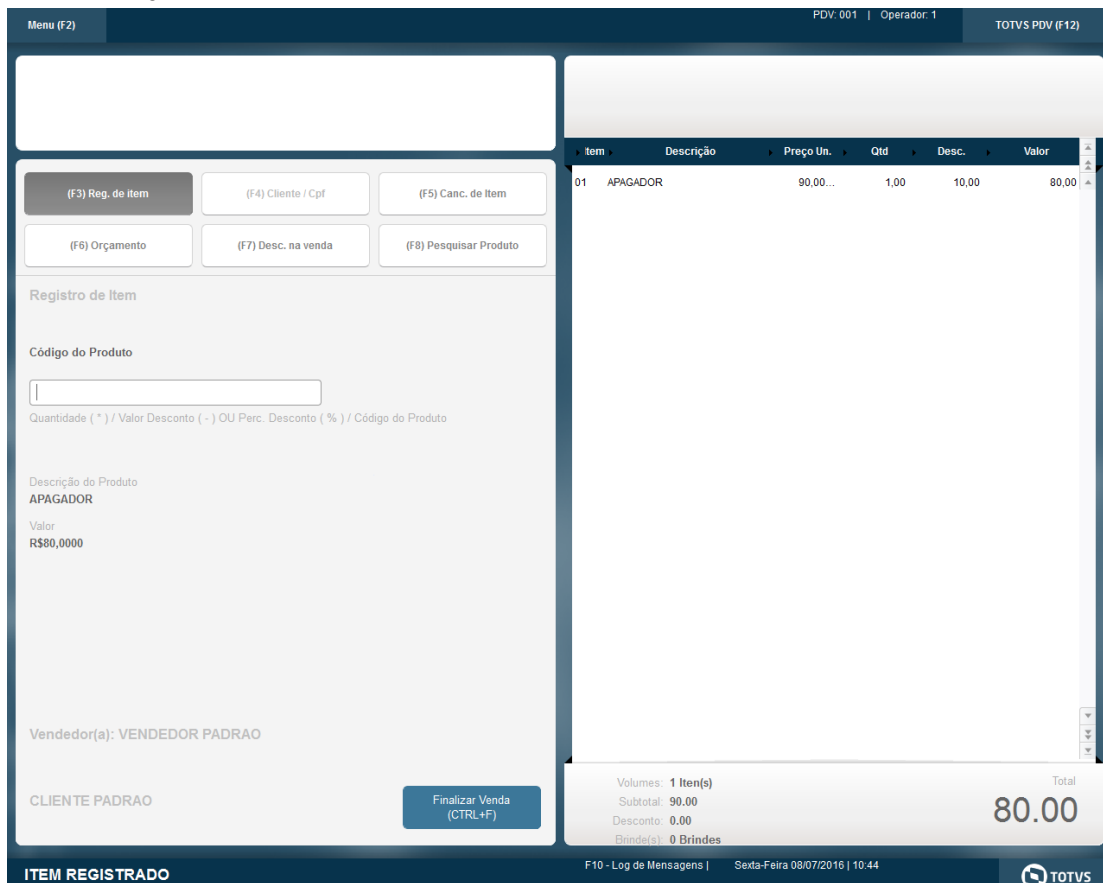 Menu (F2)
PDV: 001 | Operador: 1
TOTVS PDV (F12)
(F3) Reg. de item
(F4) Cliente / Cpf
(F5) Canc. de Item
(F6) Orçamento
(F7) Desc. na venda
(F8) Pesquisar Produto
Registro de Item
Código do Produto
Quantidade ( * ) / Valor Desconto ( - ) OU Perc. Desconto ( % ) / Código do Produto
Descrição do Produto
APAGADOR
Valor
R$80,0000
Vendedor(a): VENDEDOR PADRAO
CLIENTE PADRAO
Finalizar Venda
(CTRL+F)
Item Descrição Preço Un. Qtd Desc. Valor
01 APAGADOR 90,00... 1,00 10,00 80,00
Volumes: 1 Iten(s)
Subtotal: 90.00
Desconto: 0.00
Brinde(s): 0 Brindes
Total
80.00
ITEM REGISTRADO
F10 - Log de Mensagens | Sexta-Feira 08/07/2016 | 10:44
TOTVS